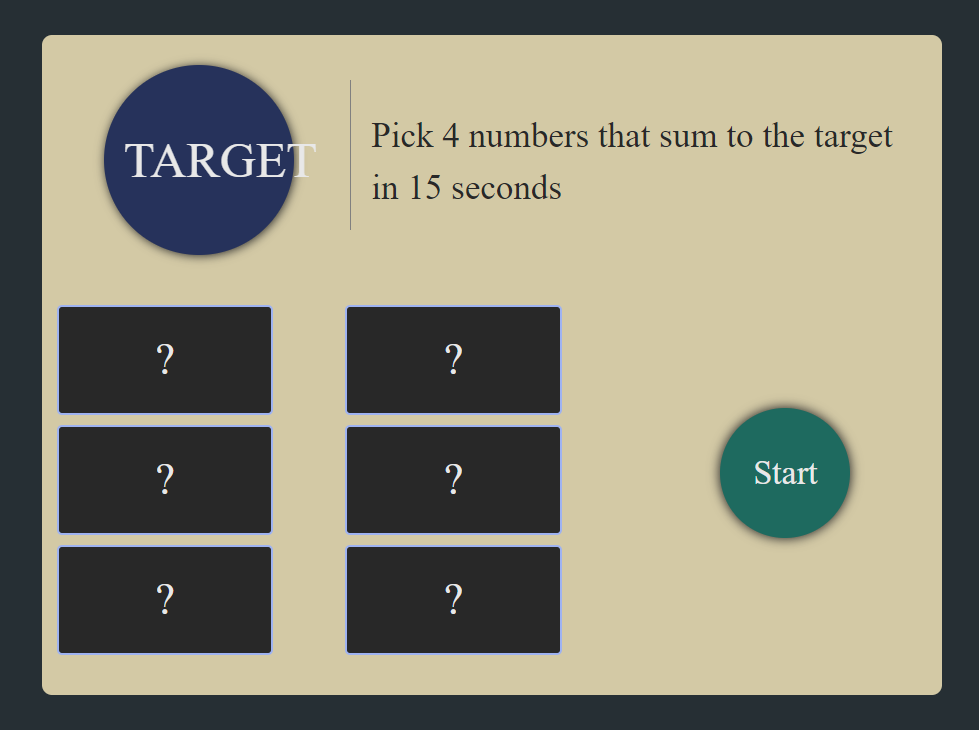 TARGET
Pick 4 numbers that sum to the target
in 15 seconds
? ?
? ?
Start
? ?